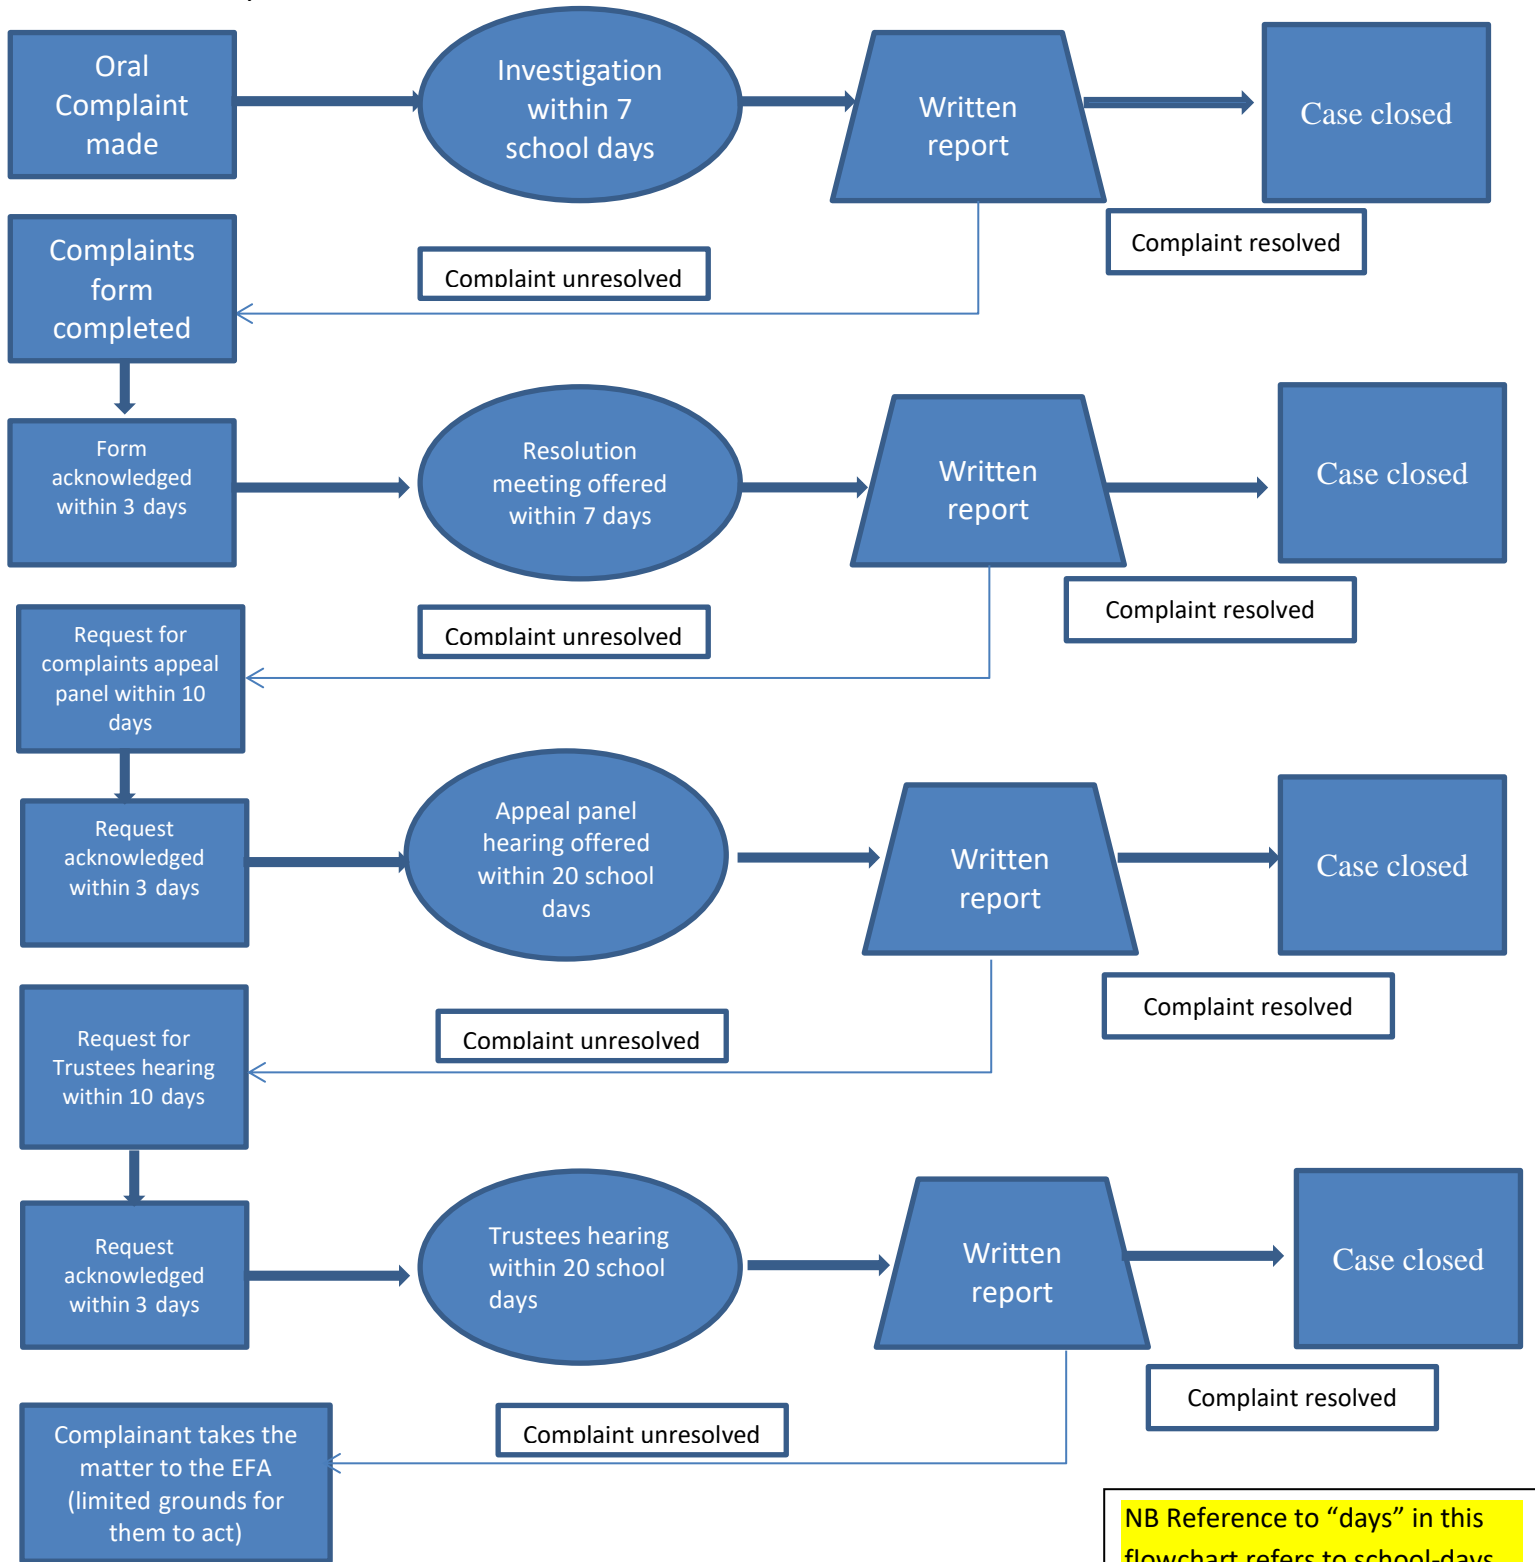 Oral
Complaint
made
Investigation
within 7
school days
Written
report
Case closed
Complaint resolved
Complaint unresolved
Complaints
form
completed
Form
acknowledged
within 3 days
Resolution
meeting offered
within 7 days
Written
report
Case closed
Complaint resolved
Complaint unresolved
Request for
complaints appeal
panel within 10
days
Request
acknowledged
within 3 days
Appeal panel
hearing offered
within 20 school
days
Written
report
Case closed
Complaint resolved
Complaint unresolved
Request for
Trustees hearing
within 10 days
Request
acknowledged
within 3 days
Trustees hearing
within 20 school
days
Written
report
Case closed
Complaint resolved
Complaint unresolved
Complainant takes the
matter to the EFA
(limited grounds for
them to act)
NB Reference to “days” in this
flowchart refers to school-days